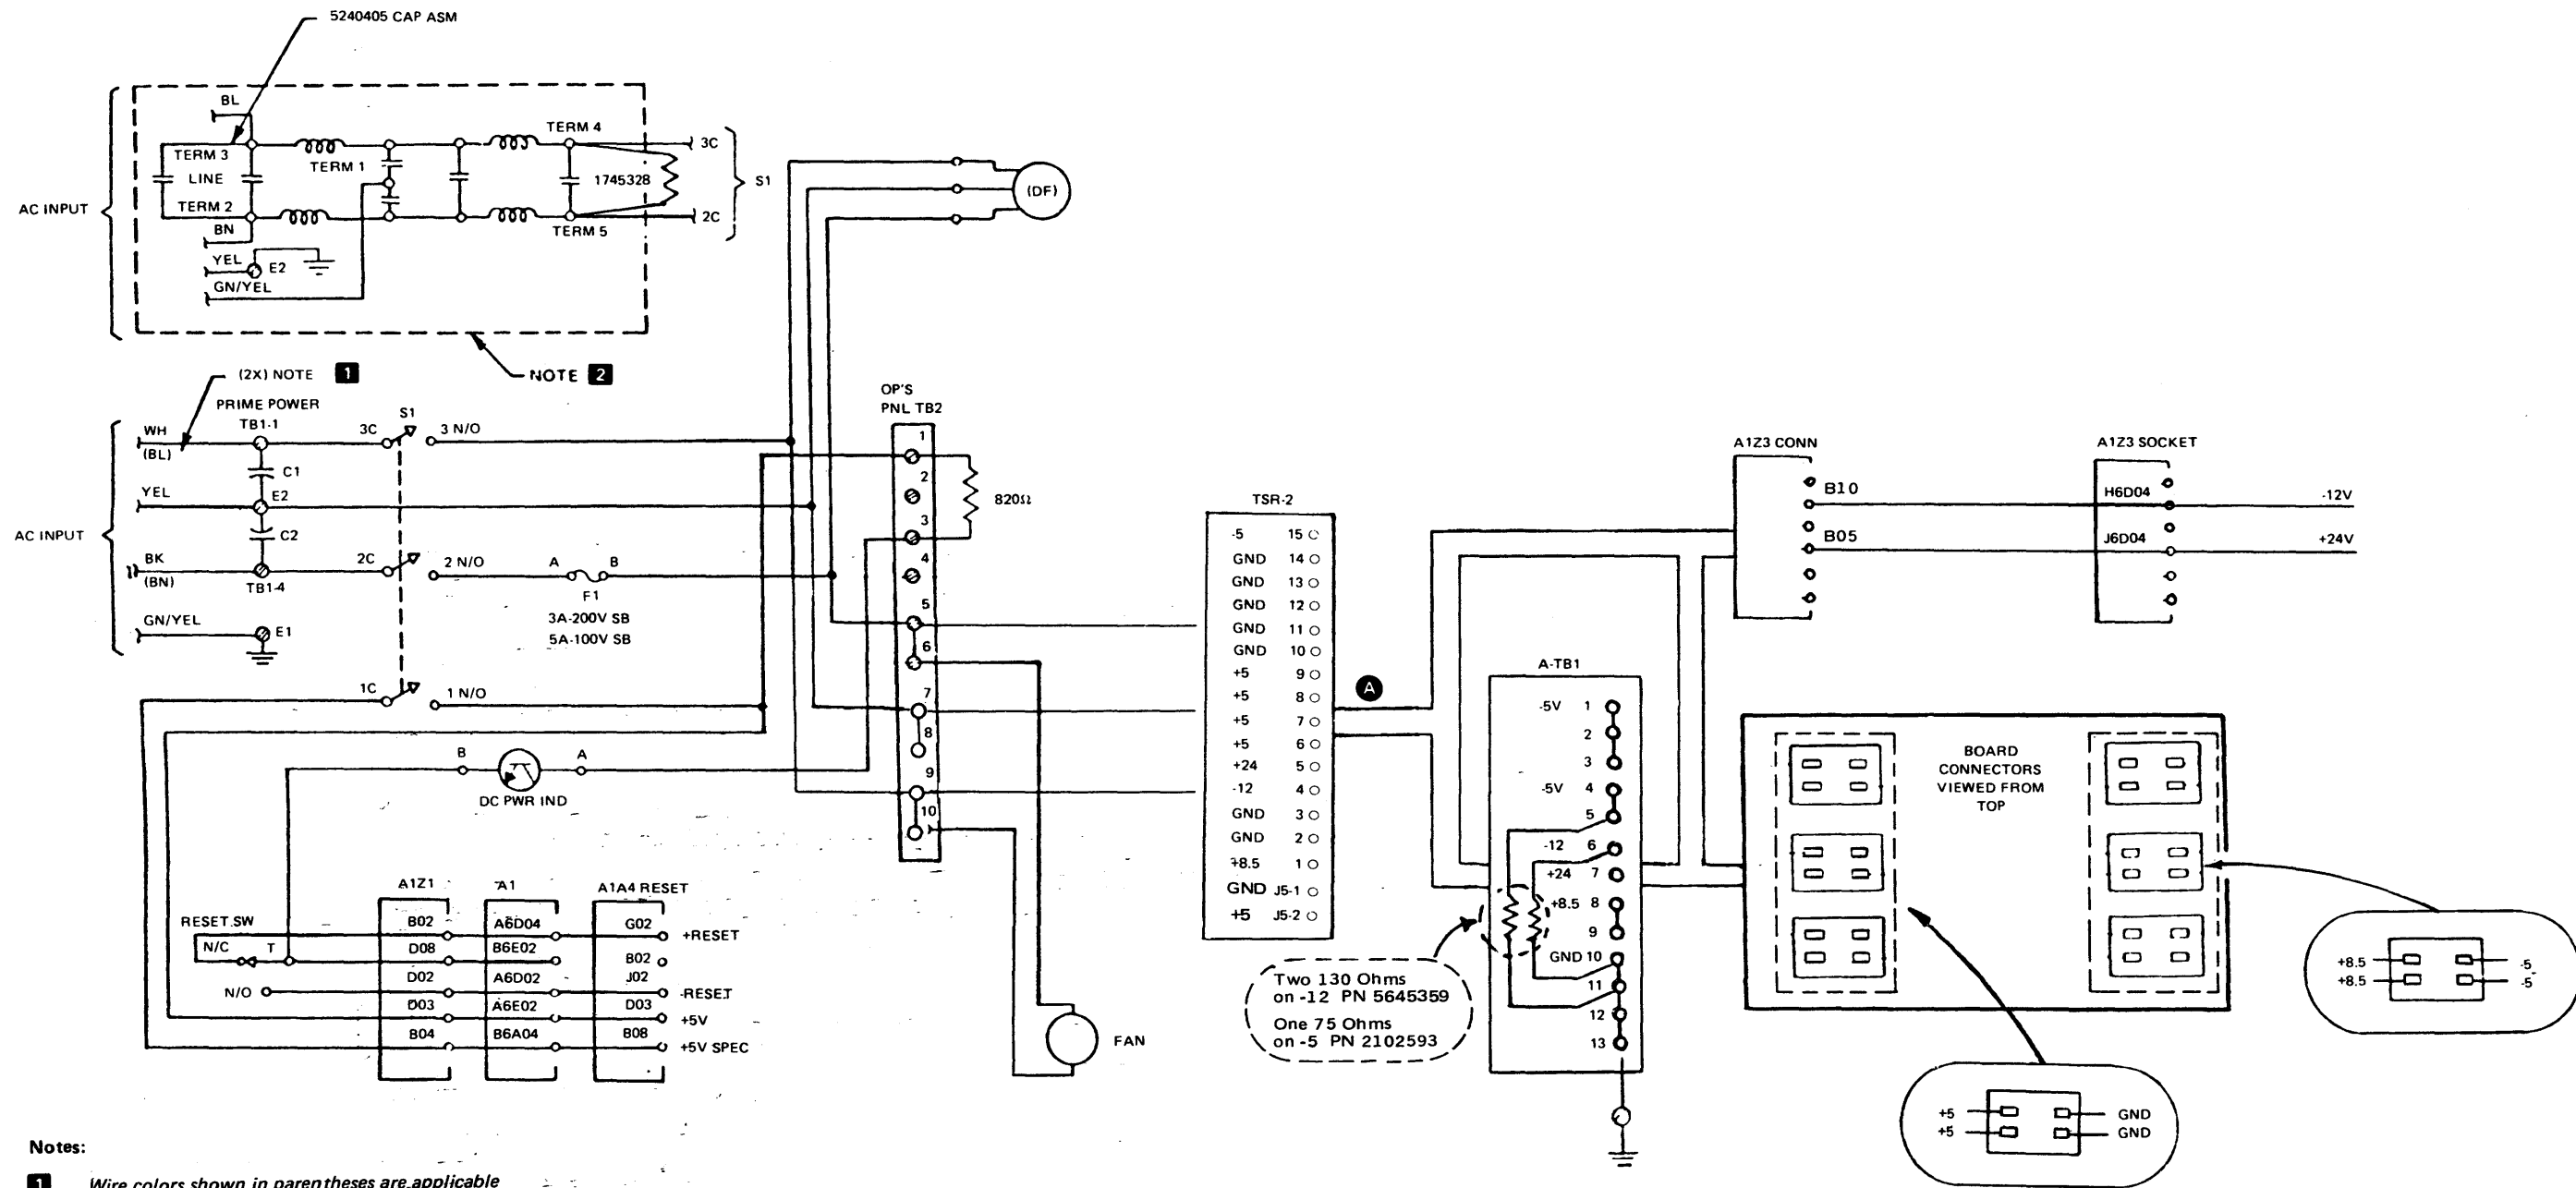 5240405 CAP ASM
BL
TERM 3
TERM 1
LINE
TERM 2
TERM 4
1745328
TERM 5
3C
2C
S1
AC INPUT
BN
YEL
E2
GN/YEL
(2X) NOTE 1
NOTE 2
PRIME POWER
TB1-1
WH
(BL)
C1
YEL
E2
C2
AC INPUT
BK
(BN)
TB1-4
GN/YEL
E1
S1
3C
3 N/O
2C
2 N/O
A
B
F1
3A-200V SB
5A-100V SB
1C
1 N/O
B
A
DC PWR IND
(DF)
OP'S
PNL TB2
1
2
3
4
5
6
7
8
9
10
820Ω
FAN
A1Z1
A1
A1A4 RESET
RESET SW
N/C
T
N/O
B02
A6D04
G02
+RESET
D08
B6E02
B02
D02
A6D02
J02
-RESET
D03
A6E02
D03
+5V
B04
B6A04
B08
+5V SPEC
TSR-2
-5 15
GND 14
GND 13
GND 12
GND 11
GND 10
+5 9
+5 8
+5 7
+5 6
+24 5
-12 4
GND 3
GND 2
+8.5 1
GND J5-1
+5 J5-2
A
A-TB1
-5V 1
2
3
-5V 4
5
-12 6
+24 7
+8.5 8
9
GND 10
11
12
13
Two 130 Ohms
on -12 PN 5645359
One 75 Ohms
on -5 PN 2102593
A1Z3 CONN
B10
B05
A1Z3 SOCKET
H6D04
-12V
J6D04
+24V
BOARD
CONNECTORS
VIEWED FROM
TOP
+8.5
-5
+8.5
-5
+5
GND
+5
GND
Notes:
1 Wire colors shown in parentheses are applicable